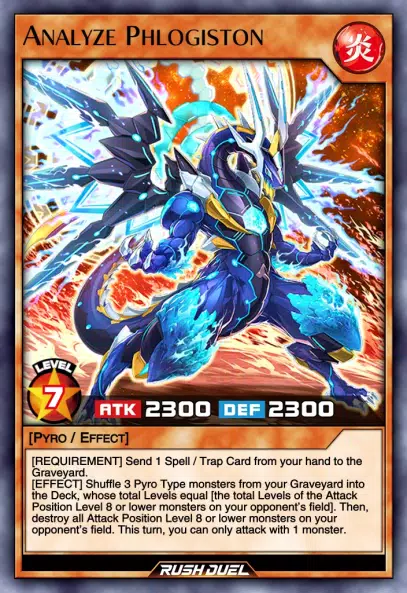 Analyze Phlogiston
炎
LEVEL
7
ATK 2300 DEF 2300
[Pyro / Effect]
[REQUIREMENT] Send 1 Spell / Trap Card from your hand to the
Graveyard.
[EFFECT] Shuffle 3 Pyro Type monsters from your Graveyard into
the Deck, whose total Levels equal [the total Levels of the Attack
Position Level 8 or lower monsters on your opponent's field]. Then,
destroy all Attack Position Level 8 or lower monsters on your
opponent's field. This turn, you can only attack with 1 monster.
RUSH DUEL